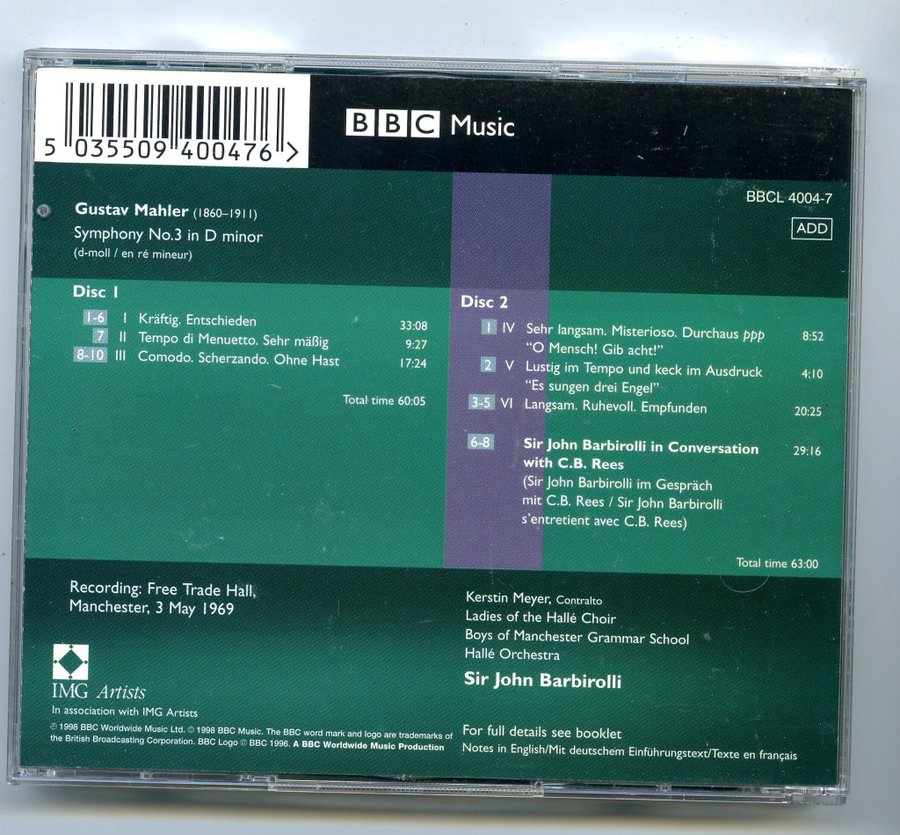 5 035509 400476 >
BBC Music
BBCL 4004-7
ADD
Gustav Mahler (1860–1911)
Symphony No.3 in D minor
(d-moll / en ré mineur)
Disc 1
1-6 I Kräftig. Entschieden 33:08
7 II Tempo di Menuetto. Sehr mäßig 9:27
8-10 III Comodo. Scherzando. Ohne Hast 17:24
Total time 60:05
Disc 2
1 IV Sehr langsam. Misterioso. Durchaus ppp 8:52
“O Mensch! Gib acht!”
2 V Lustig im Tempo und keck im Ausdruck 4:10
“Es sungen drei Engel”
3-5 VI Langsam. Ruhevoll. Empfunden 20:25
6-8 Sir John Barbirolli in Conversation 29:16
with C.B. Rees
(Sir John Barbirolli im Gespräch
mit C.B. Rees / Sir John Barbirolli
s’entretient avec C.B. Rees)
Total time 63:00
Recording: Free Trade Hall,
Manchester, 3 May 1969
IMG Artists
In association with IMG Artists
℗ 1998 BBC Worldwide Music Ltd. © 1998 BBC Music. The BBC word mark and logo are trademarks of
the British Broadcasting Corporation. BBC Logo © BBC 1996. A BBC Worldwide Music Production
Kerstin Meyer, Contralto
Ladies of the Hallé Choir
Boys of Manchester Grammar School
Hallé Orchestra
Sir John Barbirolli
For full details see booklet
Notes in English/Mit deutschem Einführungstext/Texte en français